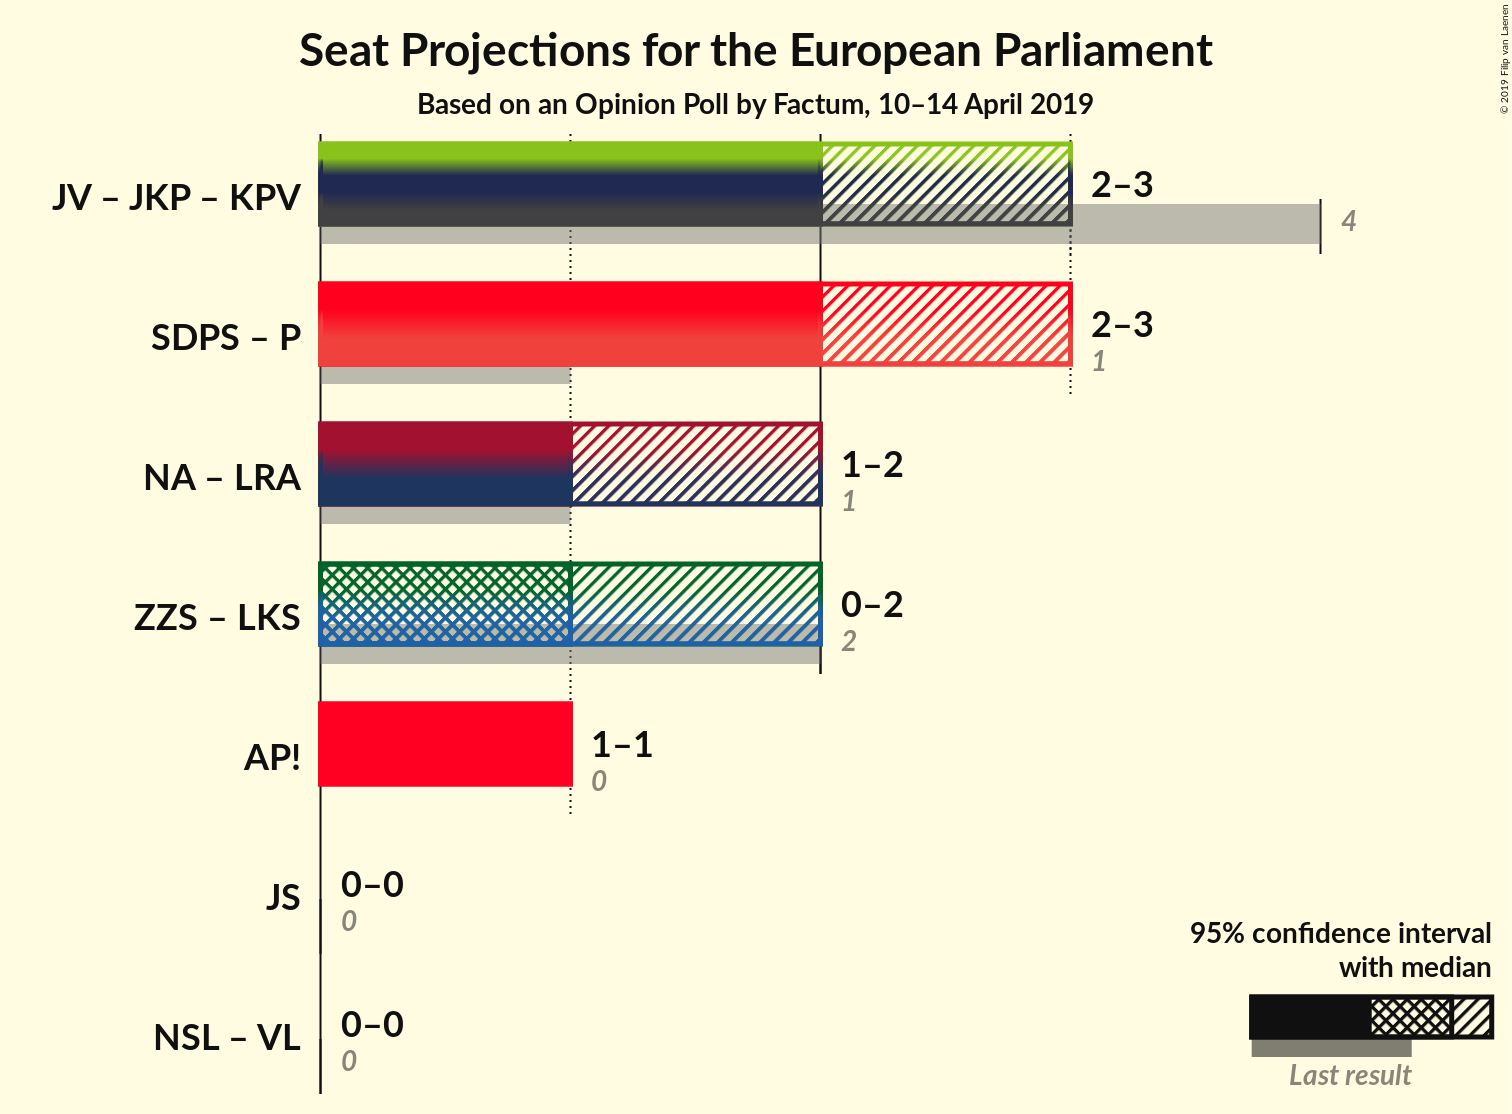 Seat Projections for the European Parliament
Based on an Opinion Poll by Factum, 10–14 April 2019
© 2019 Filip van Laenen
JV – JKP – KPV
2–3
4
SDPS – P
2–3
1
NA – LRA
1–2
1
ZZS – LKS
0–2
2
AP!
1–1
0
JS
0–0
0
NSL – VL
0–0
0
95% confidence interval
with median
Last result